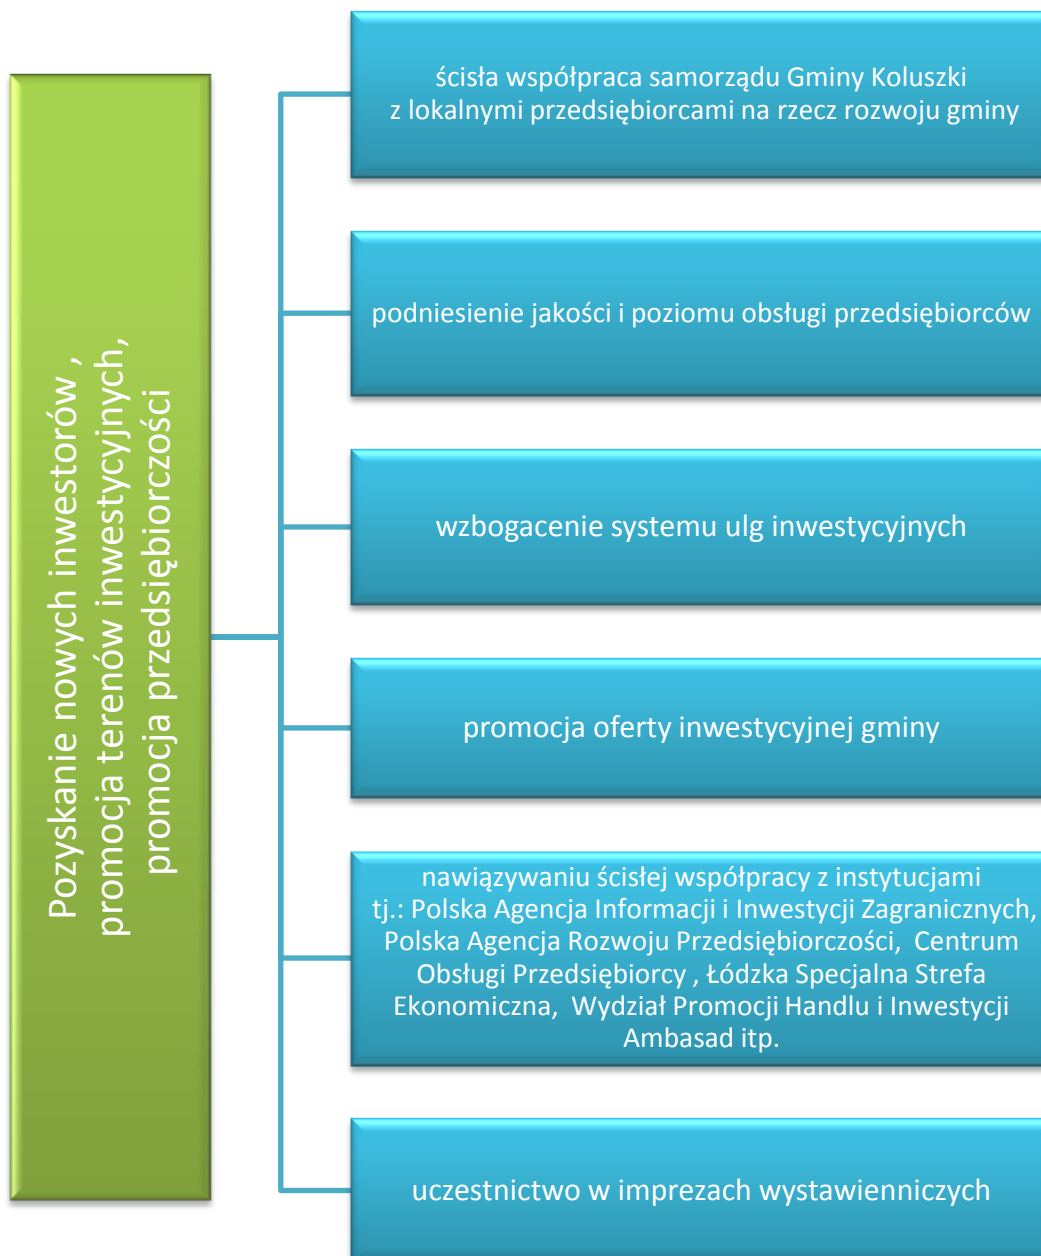 Pozyskanie nowych inwestorów ,
promocja terenów inwestycyjnych,
promocja przedsiębiorczości
ścisła współpraca samorządu Gminy Koluszki
z lokalnymi przedsiębiorcami na rzecz rozwoju gminy
podniesienie jakości i poziomu obsługi przedsiębiorców
wzbogacenie systemu ulg inwestycyjnych
promocja oferty inwestycyjnej gminy
nawiązywaniu ścisłej współpracy z instytucjami
tj.: Polska Agencja Informacji i Inwestycji Zagranicznych,
Polska Agencja Rozwoju Przedsiębiorczości, Centrum
Obsługi Przedsiębiorcy , Łódzka Specjalna Strefa
Ekonomiczna, Wydział Promocji Handlu i Inwestycji
Ambasad itp.
uczestnictwo w imprezach wystawienniczych